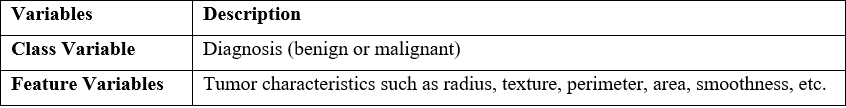 Variables Description
Class Variable Diagnosis (benign or malignant)
Feature Variables Tumor characteristics such as radius, texture, perimeter, area, smoothness, etc.